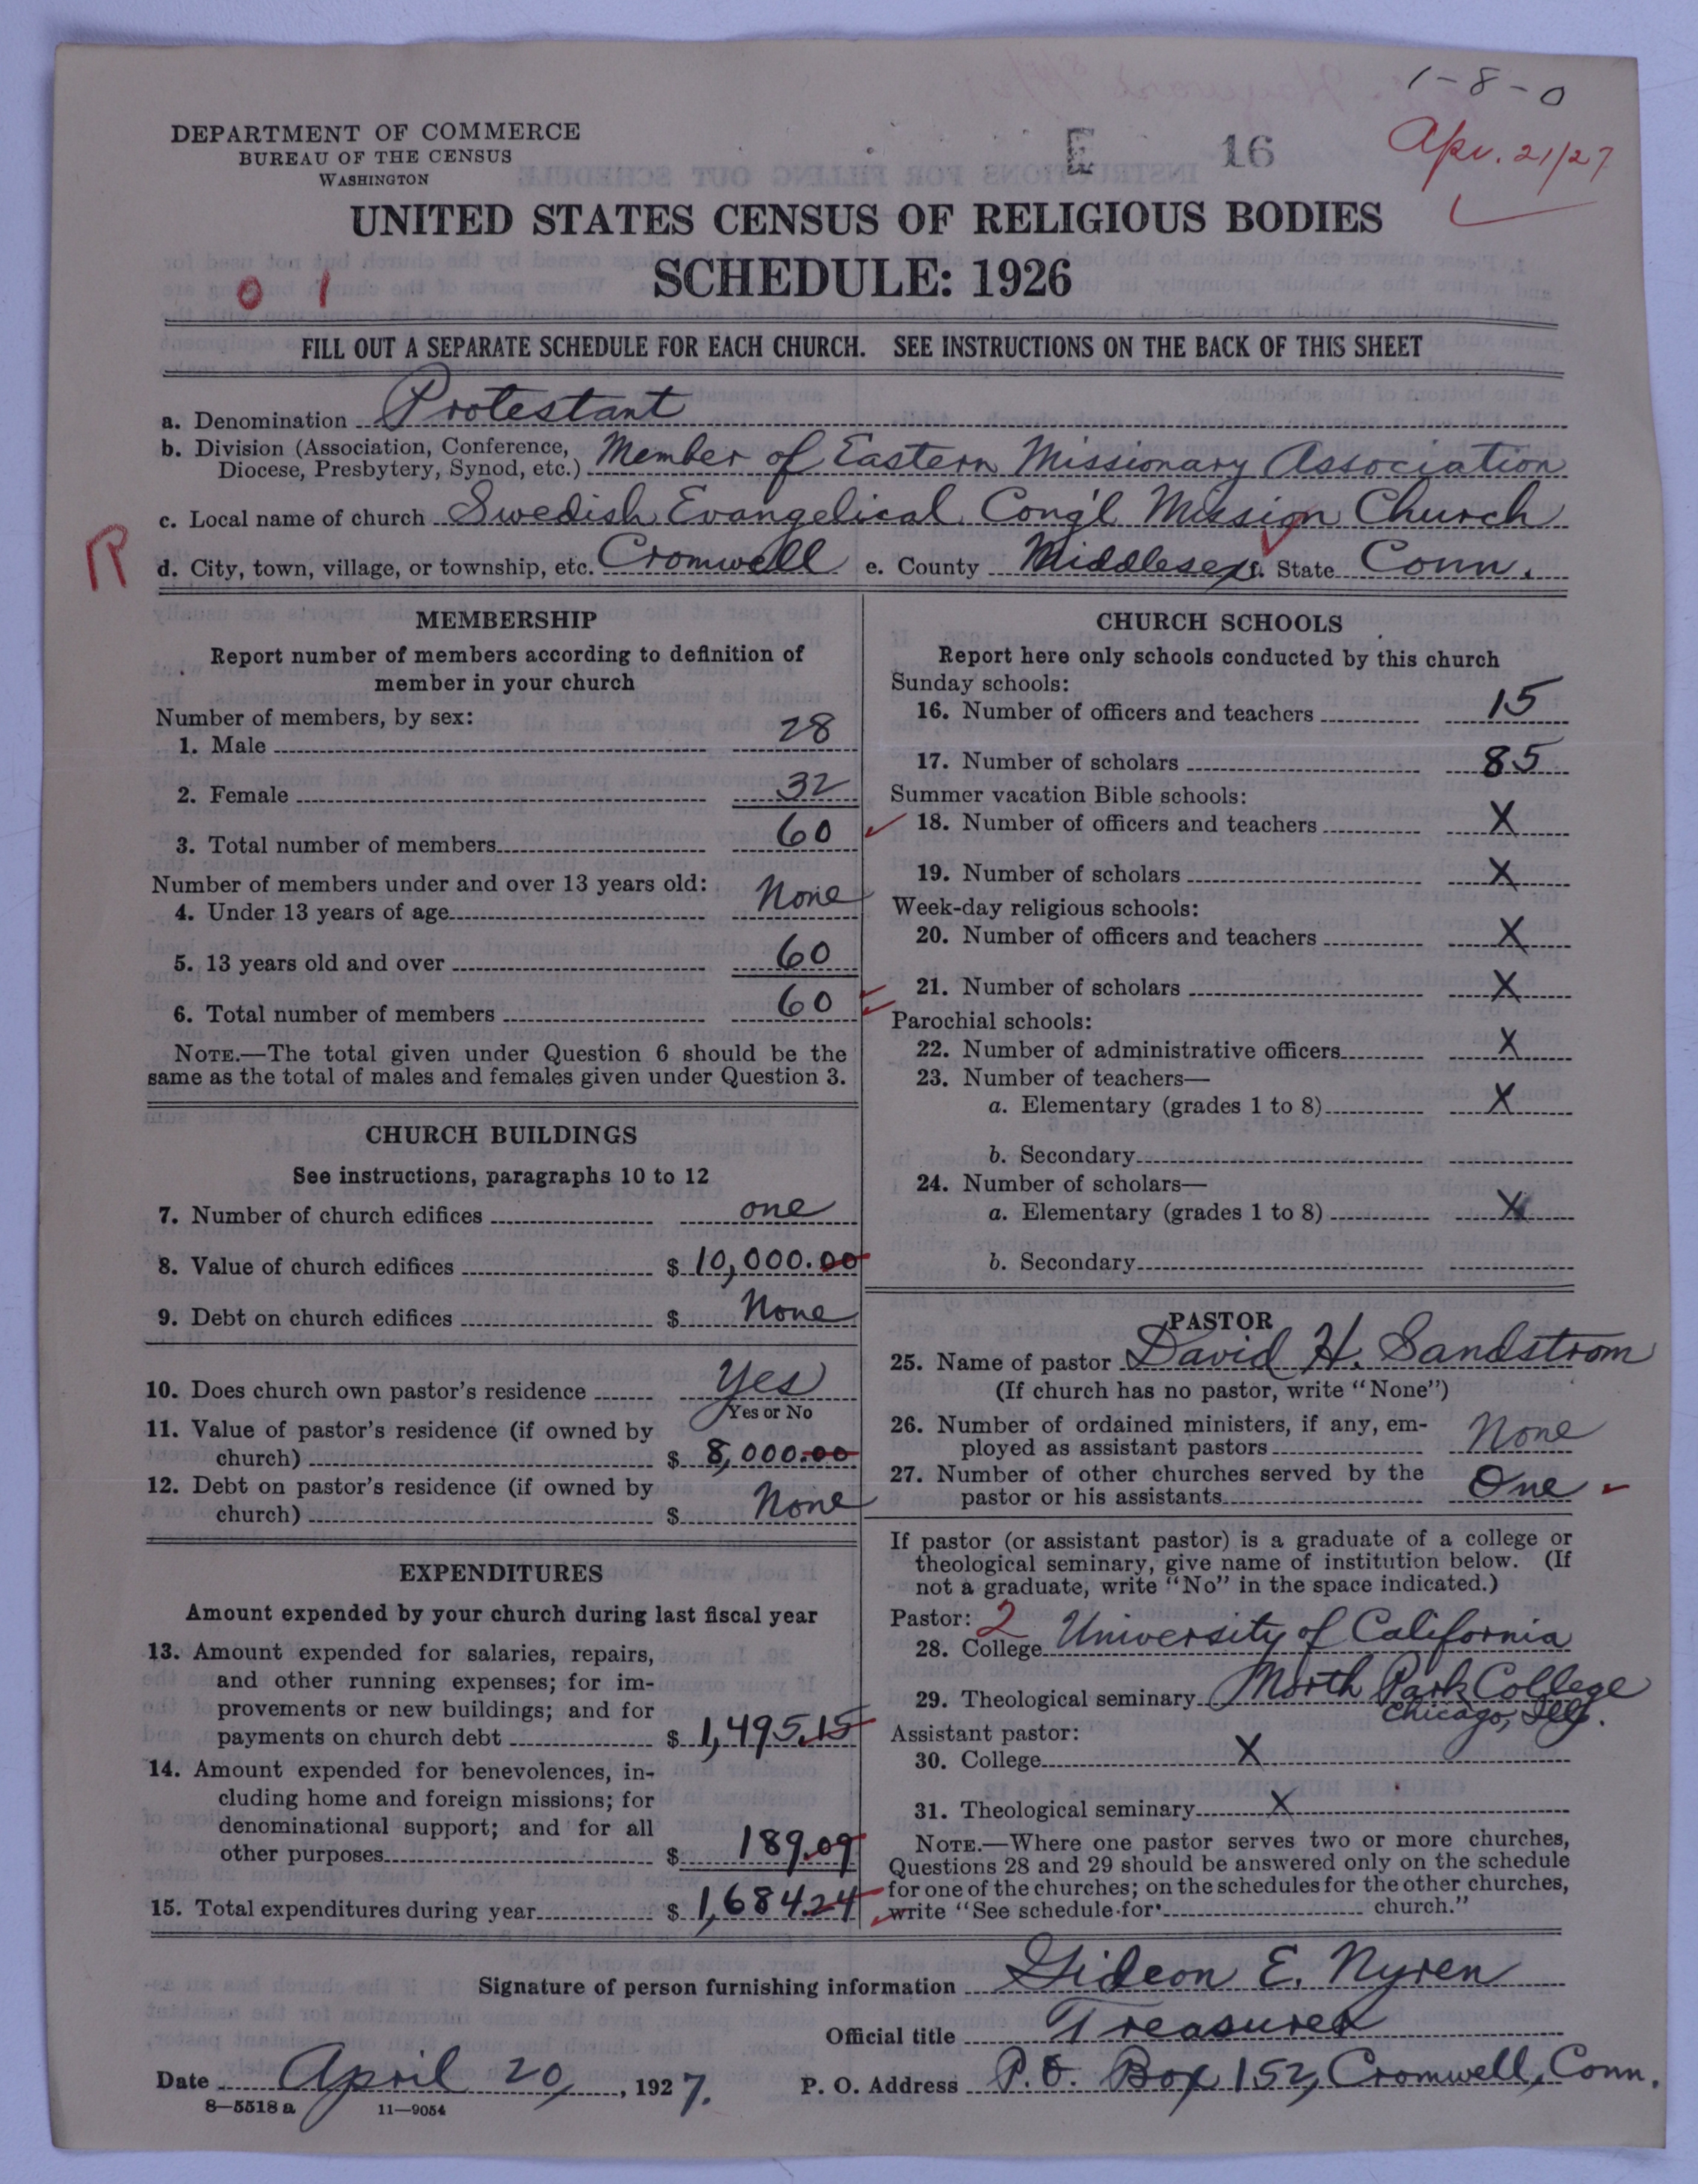 1-8-0
DEPARTMENT OF COMMERCE
BUREAU OF THE CENSUS
WASHINGTON
E 16
Apr. 21/27
UNITED STATES CENSUS OF RELIGIOUS BODIES
SCHEDULE: 1926
0 1
FILL OUT A SEPARATE SCHEDULE FOR EACH CHURCH. SEE INSTRUCTIONS ON THE BACK OF THIS SHEET
a. Denomination Protestant
b. Division (Association, Conference, Diocese, Presbytery, Synod, etc.) Member of Eastern Missionary Association
c. Local name of church Swedish Evangelical Cong'l Mission Church
R
d. City, town, village, or township, etc. Cromwell e. County Middlesex f. State Conn.
MEMBERSHIP
Report number of members according to definition of
member in your church
Number of members, by sex:
1. Male 28
2. Female 32
3. Total number of members 60
Number of members under and over 13 years old:
4. Under 13 years of age None
5. 13 years old and over 60
6. Total number of members 60
NOTE.—The total given under Question 6 should be the
same as the total of males and females given under Question 3.
CHURCH BUILDINGS
See instructions, paragraphs 10 to 12
7. Number of church edifices one
8. Value of church edifices $ 10,000.00
9. Debt on church edifices $ None
10. Does church own pastor's residence Yes
Yes or No
11. Value of pastor's residence (if owned by
church) $ 8,000.00
12. Debt on pastor's residence (if owned by
church) $ None
EXPENDITURES
Amount expended by your church during last fiscal year
13. Amount expended for salaries, repairs,
and other running expenses; for im-
provements or new buildings; and for
payments on church debt $ 1,495.15
14. Amount expended for benevolences, in-
cluding home and foreign missions; for
denominational support; and for all
other purposes $ 189.09
15. Total expenditures during year $ 1,684.24
CHURCH SCHOOLS
Report here only schools conducted by this church
Sunday schools:
16. Number of officers and teachers 15
17. Number of scholars 85
Summer vacation Bible schools:
18. Number of officers and teachers X
19. Number of scholars X
Week-day religious schools:
20. Number of officers and teachers X
21. Number of scholars X
Parochial schools:
22. Number of administrative officers X
23. Number of teachers—
a. Elementary (grades 1 to 8) X
b. Secondary
24. Number of scholars—
a. Elementary (grades 1 to 8) X
b. Secondary
PASTOR
25. Name of pastor David H. Sandstrom
(If church has no pastor, write "None")
26. Number of ordained ministers, if any, em-
ployed as assistant pastors None
27. Number of other churches served by the
pastor or his assistants One
If pastor (or assistant pastor) is a graduate of a college or
theological seminary, give name of institution below. (If
not a graduate, write "No" in the space indicated.)
Pastor: 2
28. College University of California
29. Theological seminary North Park College
Chicago, Ill.
Assistant pastor:
30. College X
31. Theological seminary X
NOTE.—Where one pastor serves two or more churches,
Questions 28 and 29 should be answered only on the schedule
for one of the churches; on the schedules for the other churches,
write "See schedule for church."
Signature of person furnishing information Gideon E. Nyren
Official title Treasurer
Date April 20, 1927. P. O. Address P.O. Box 152, Cromwell, Conn.
8—5518 a 11—9054